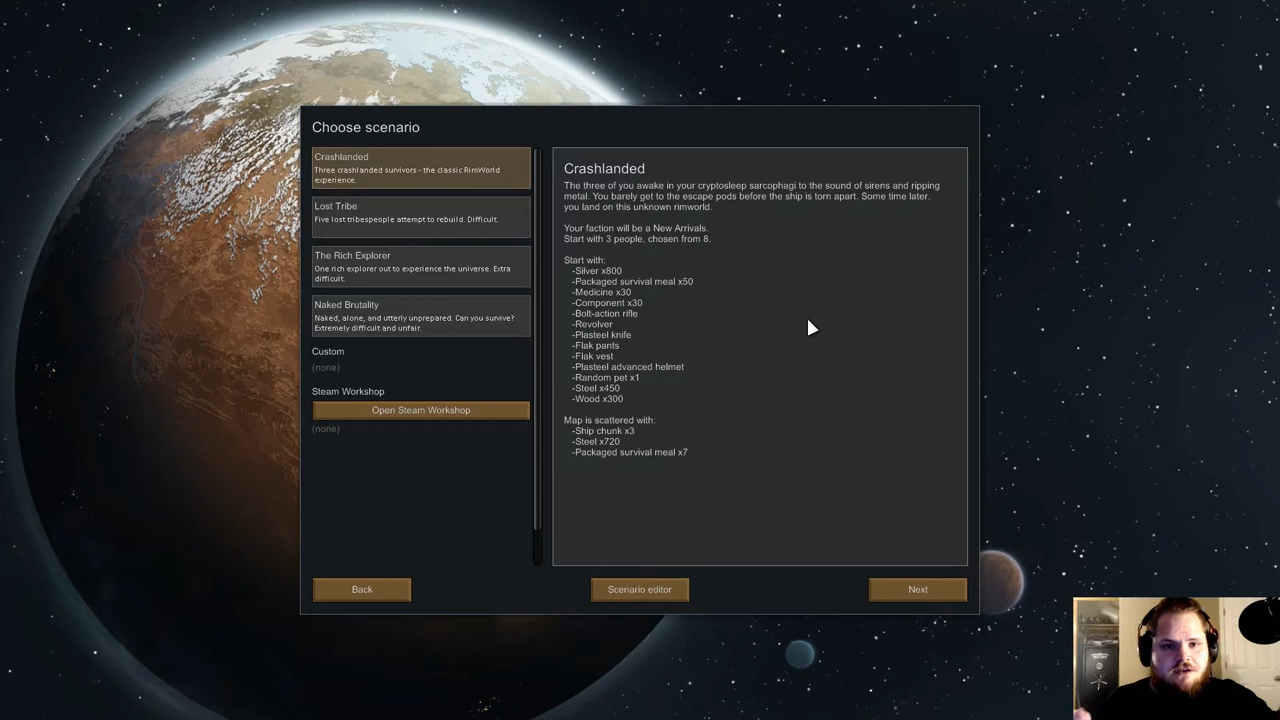 Choose scenario
Crashlanded
Three crashlanded survivors - the classic RimWorld
experience.
Lost Tribe
Five lost tribespeople attempt to rebuild. Difficult.
The Rich Explorer
One rich explorer out to experience the universe. Extra
difficult.
Naked Brutality
Naked, alone, and utterly unprepared. Can you survive?
Extremely difficult and unfair.
Custom
(none)
Steam Workshop
Open Steam Workshop
(none)
Crashlanded
The three of you awake in your cryptosleep sarcophagi to the sound of sirens and ripping
metal. You barely get to the escape pods before the ship is torn apart. Some time later,
you land on this unknown rimworld.
Your faction will be a New Arrivals.
Start with 3 people, chosen from 8.
Start with:
-Silver x800
-Packaged survival meal x50
-Medicine x30
-Component x30
-Bolt-action rifle
-Revolver
-Plasteel knife
-Flak pants
-Flak vest
-Plasteel advanced helmet
-Random pet x1
-Steel x450
-Wood x300
Map is scattered with:
-Ship chunk x3
-Steel x720
-Packaged survival meal x7
Back
Scenario editor
Next